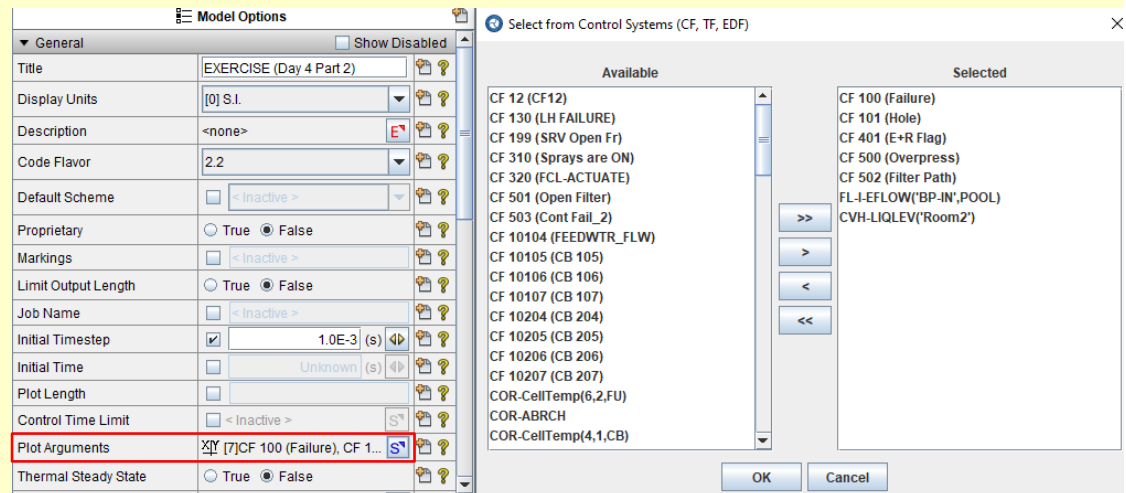 Model Options
▼ General Show Disabled
Title EXERCISE (Day 4 Part 2)
Display Units [0] S.I.
Description <none> E
Code Flavor 2.2
Default Scheme < Inactive >
Proprietary True False
Markings < Inactive >
Limit Output Length True False
Job Name < Inactive >
Initial Timestep 1.0E-3 (s)
Initial Time Unknown (s)
Plot Length
Control Time Limit < Inactive > S
Plot Arguments [7]CF 100 (Failure), CF 1... S
Thermal Steady State True False
Select from Control Systems (CF, TF, EDF)
Available
CF 12 (CF12)
CF 130 (LH FAILURE)
CF 199 (SRV Open Fr)
CF 310 (Sprays are ON)
CF 320 (FCL-ACTUATE)
CF 501 (Open Filter)
CF 503 (Cont Fail_2)
CF 10104 (FEEDWTR_FLW)
CF 10105 (CB 105)
CF 10106 (CB 106)
CF 10107 (CB 107)
CF 10204 (CB 204)
CF 10205 (CB 205)
CF 10206 (CB 206)
CF 10207 (CB 207)
COR-CellTemp(6,2,FU)
COR-ABRCH
COR-CellTemp(4,1,CB)
>>
>
<
<<
Selected
CF 100 (Failure)
CF 101 (Hole)
CF 401 (E+R Flag)
CF 500 (Overpress)
CF 502 (Filter Path)
FL-I-EFLOW('BP-IN',POOL)
CVH-LIQLEV('Room2')
OK Cancel